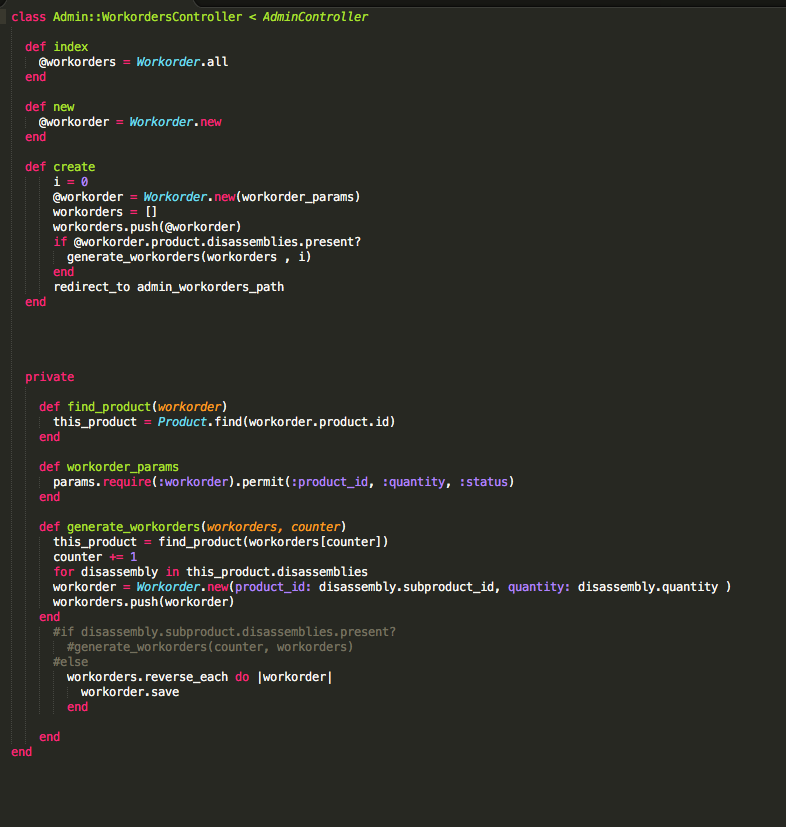 class Admin::WorkordersController < AdminController
def index
@workorders = Workorder.all
end
def new
@workorder = Workorder.new
end
def create
i = 0
@workorder = Workorder.new(workorder_params)
workorders = []
workorders.push(@workorder)
if @workorder.product.disassemblies.present?
generate_workorders(workorders , i)
end
redirect_to admin_workorders_path
end
private
def find_product(workorder)
this_product = Product.find(workorder.product.id)
end
def workorder_params
params.require(:workorder).permit(:product_id, :quantity, :status)
end
def generate_workorders(workorders, counter)
this_product = find_product(workorders[counter])
counter += 1
for disassembly in this_product.disassemblies
workorder = Workorder.new(product_id: disassembly.subproduct_id, quantity: disassembly.quantity )
workorders.push(workorder)
end
#if disassembly.subproduct.disassemblies.present?
#generate_workorders(counter, workorders)
#else
workorders.reverse_each do |workorder|
workorder.save
end
end
end